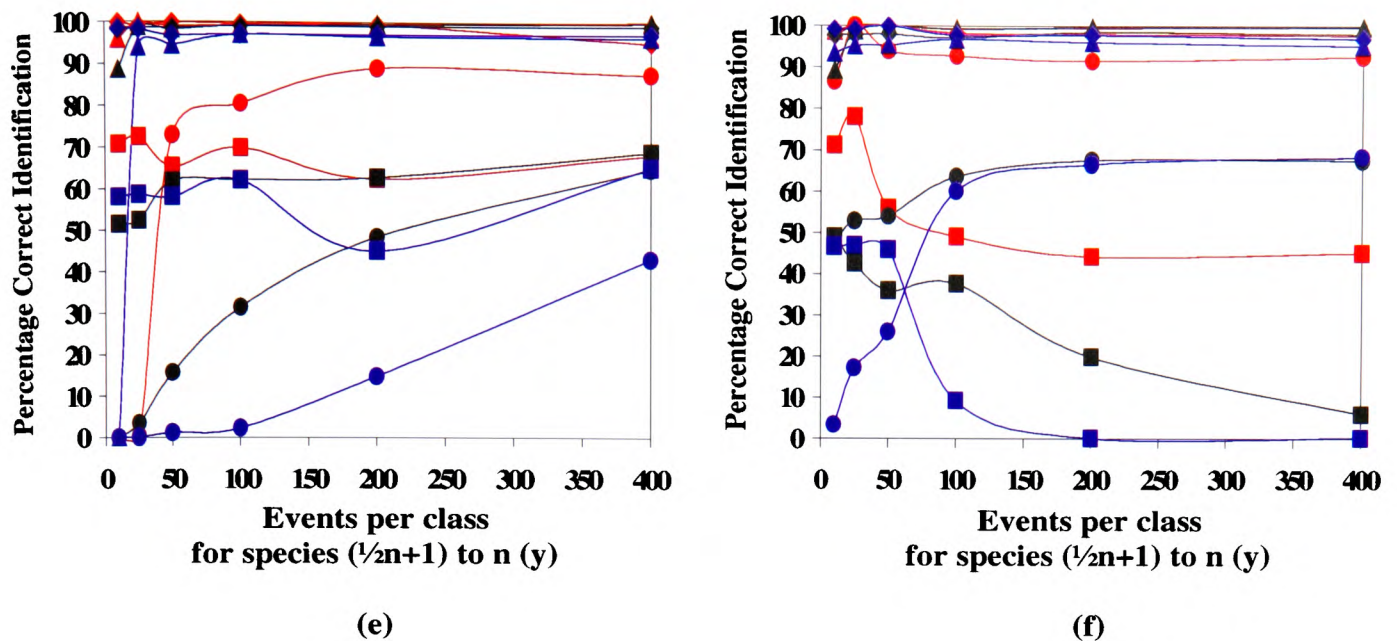 Percentage Correct Identification
100
90
80
70
60
50
40
30
20
10
0
0 50 100 150 200 250 300 350 400
Events per class
for species (½n+1) to n (y)
(e)
Percentage Correct Identification
100
90
80
70
60
50
40
30
20
10
0
0 50 100 150 200 250 300 350 400
Events per class
for species (½n+1) to n (y)
(f)